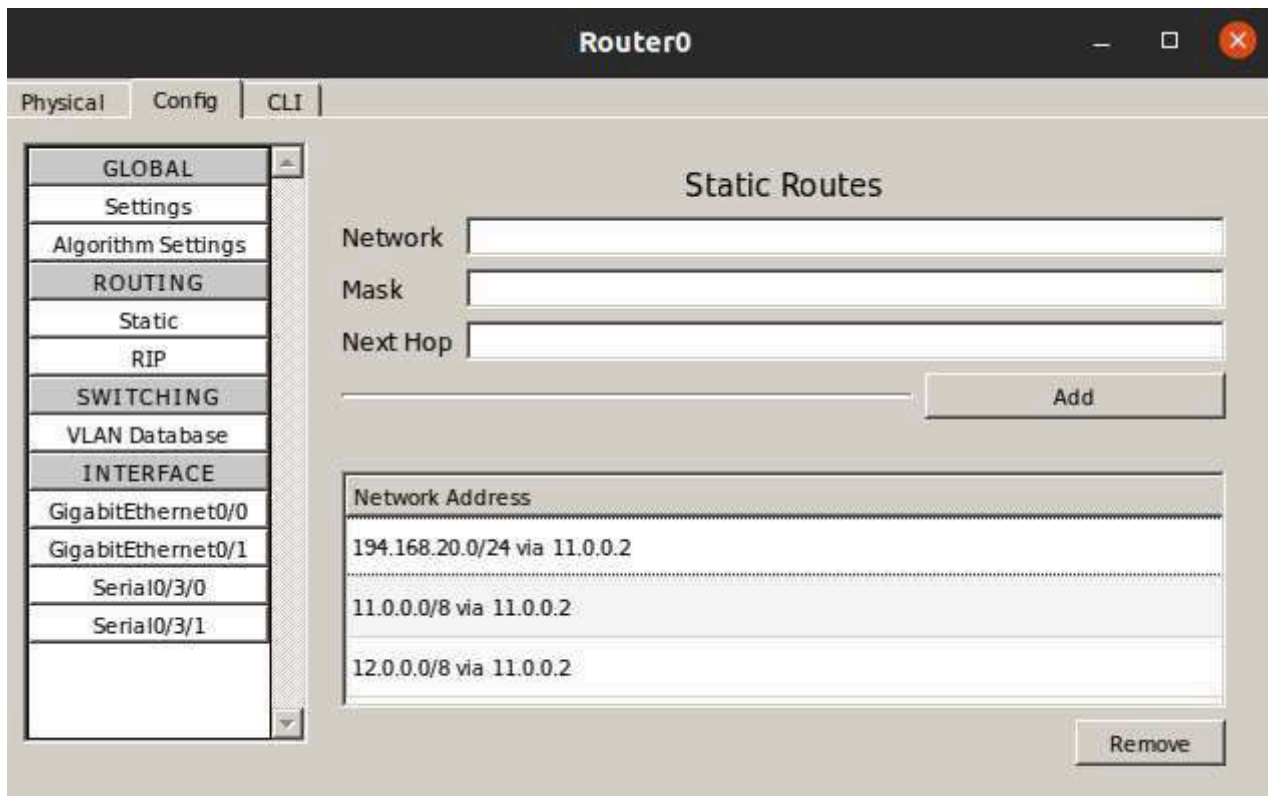 Router0
Physical Config CLI
GLOBAL
Settings
Algorithm Settings
ROUTING
Static
RIP
SWITCHING
VLAN Database
INTERFACE
GigabitEthernet0/0
GigabitEthernet0/1
Serial0/3/0
Serial0/3/1
Static Routes
Network
Mask
Next Hop
Add
Network Address
194.168.20.0/24 via 11.0.0.2
11.0.0.0/8 via 11.0.0.2
12.0.0.0/8 via 11.0.0.2
Remove